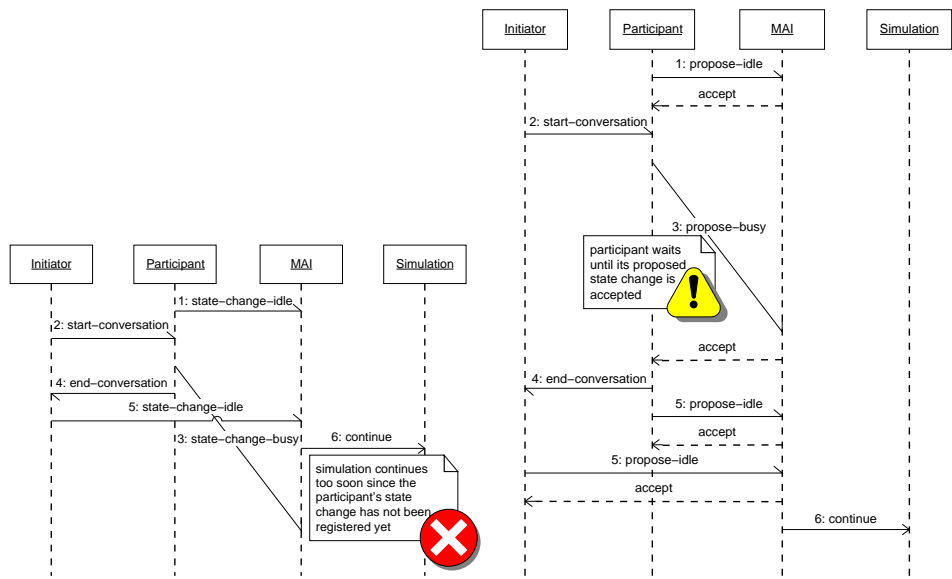 Initiator
Participant
MAI
Simulation
1: state–change–idle
2: start–conversation
4: end–conversation
5: state–change–idle
3: state–change–busy
6: continue
simulation continues
too soon since the
participant's state
change has not been
registered yet
Initiator
Participant
MAI
Simulation
1: propose–idle
accept
2: start–conversation
3: propose–busy
participant waits
until its proposed
state change is
accepted
accept
4: end–conversation
5: propose–idle
accept
5: propose–idle
accept
6: continue